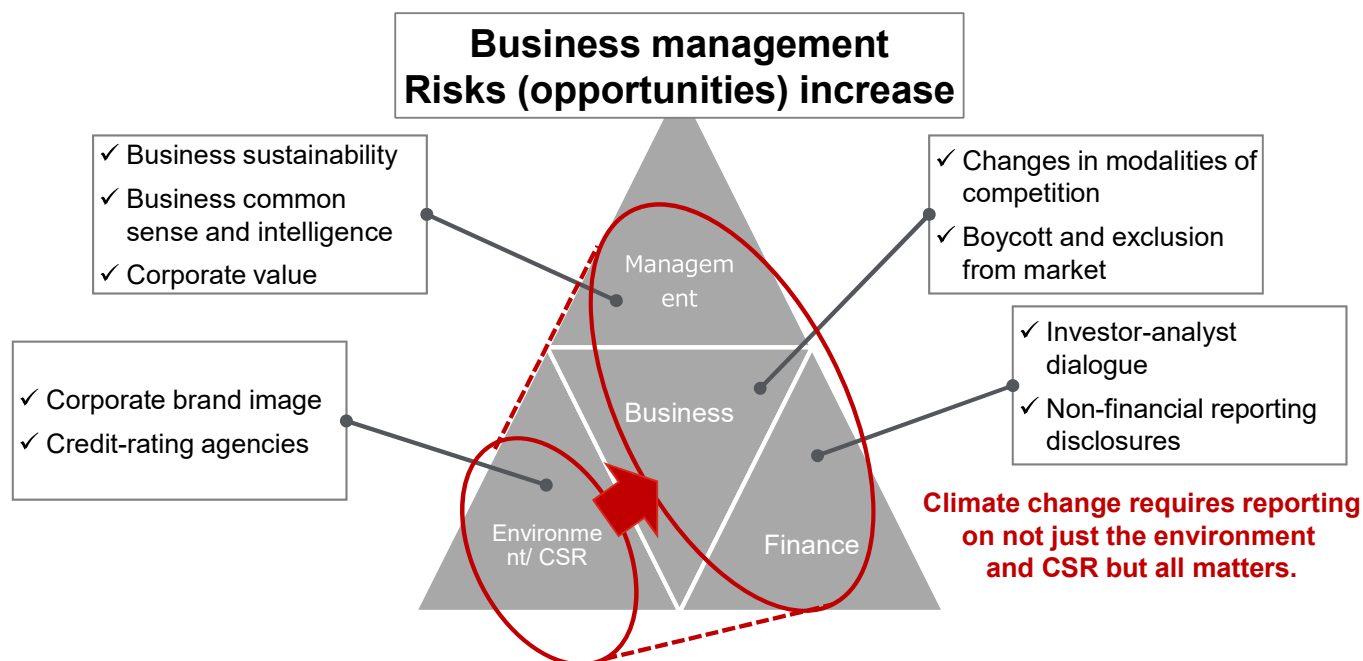 Business management
Risks (opportunities) increase
✓ Business sustainability
✓ Business common
sense and intelligence
✓ Corporate value
✓ Changes in modalities of
competition
✓ Boycott and exclusion
from market
Managem
ent
✓ Investor-analyst
dialogue
✓ Non-financial reporting
disclosures
✓ Corporate brand image
✓ Credit-rating agencies
Business
Environme
nt/ CSR
Finance
Climate change requires reporting
on not just the environment
and CSR but all matters.